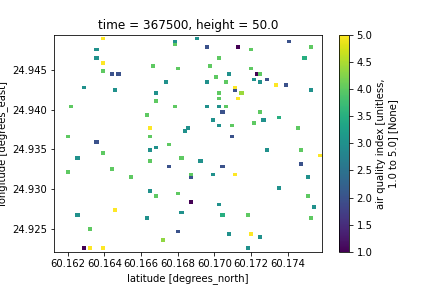 time = 367500, height = 50.0
24.945
24.940
24.935
24.930
24.925
longitude [degrees_east]
60.162 60.164 60.166 60.168 60.170 60.172 60.174
latitude [degrees_north]
5.0
4.5
4.0
3.5
3.0
2.5
2.0
1.5
1.0
air quality index [unitless,
1.0 to 5.0] [None]